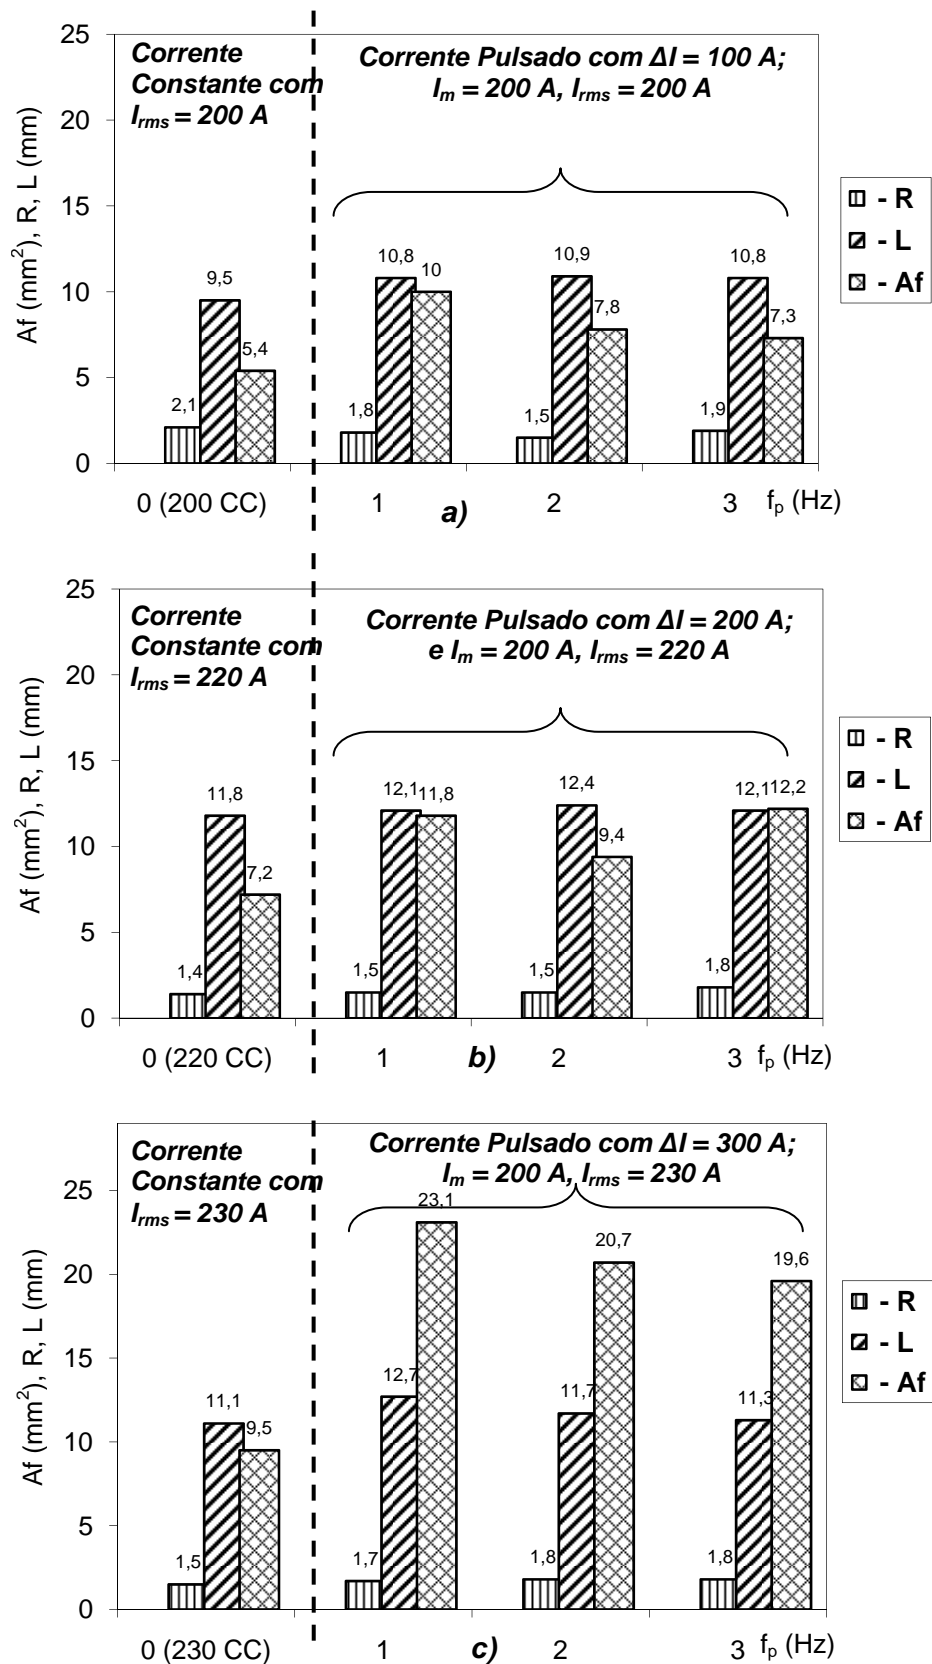 25
20
15
10
5
0
Af (mm²), R, L (mm)
Corrente
Constante com
Irms = 200 A
Corrente Pulsado com ΔI = 100 A;
Im = 200 A, Irms = 200 A
2,1
9,5
5,4
1,8
10,8
10
1,5
10,9
7,8
1,9
10,8
7,3
- R
- L
- Af
0 (200 CC)
1
2
3
fp (Hz)
a)
25
20
15
10
5
0
Af (mm²), R, L (mm)
Corrente
Constante com
Irms = 220 A
Corrente Pulsado com ΔI = 200 A;
e Im = 200 A, Irms = 220 A
1,4
11,8
7,2
1,5
12,1
11,8
1,5
12,4
9,4
1,8
12,1
12,2
- R
- L
- Af
0 (220 CC)
1
2
3
fp (Hz)
b)
25
20
15
10
5
0
Af (mm²), R, L (mm)
Corrente
Constante com
Irms = 230 A
Corrente Pulsado com ΔI = 300 A;
Im = 200 A, Irms = 230 A
1,5
11,1
9,5
1,7
12,7
23,1
1,8
11,7
20,7
1,8
11,3
19,6
- R
- L
- Af
0 (230 CC)
1
2
3
fp (Hz)
c)